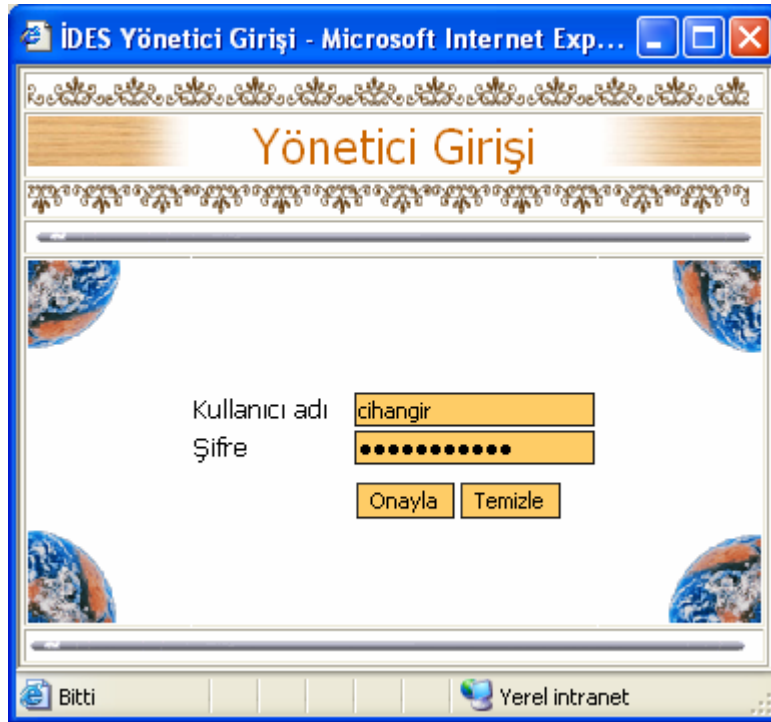 İDES Yönetici Girişi - Microsoft Internet Exp...
Yönetici Girişi
Kullanıcı adı cihangir
Şifre ●●●●●●●●●●●
Onayla Temizle
Bitti Yerel intranet